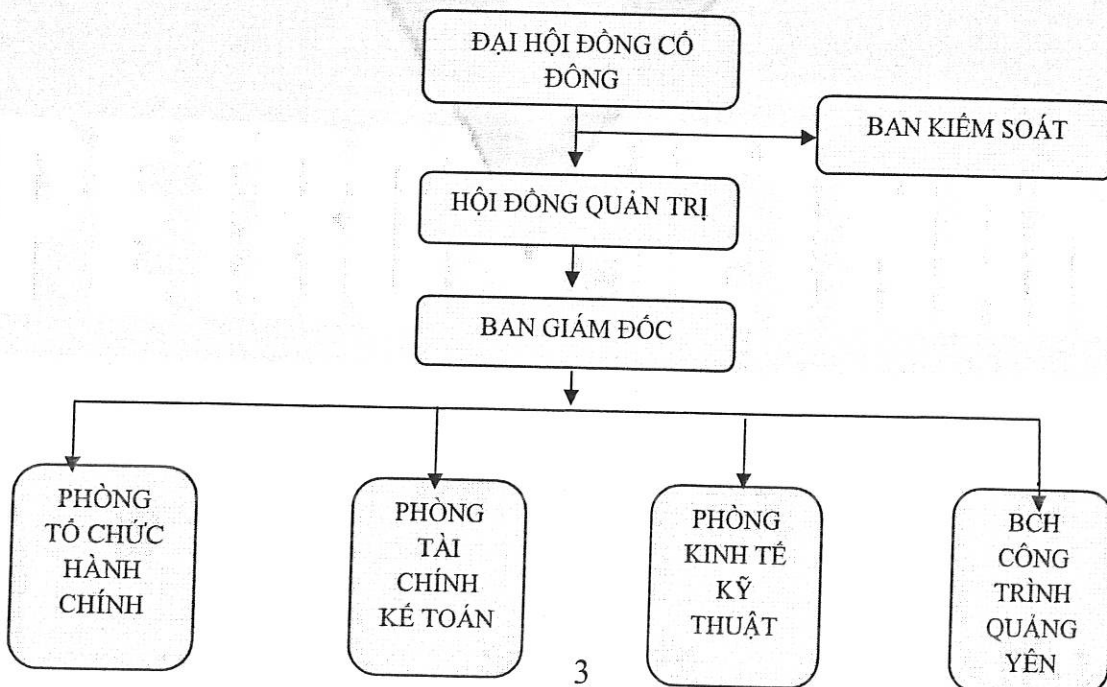 ĐẠI HỘI ĐỒNG CỔ
ĐÔNG
BAN KIỂM SOÁT
HỘI ĐỒNG QUẢN TRỊ
BAN GIÁM ĐỐC
PHÒNG
TỔ CHỨC
HÀNH
CHÍNH
PHÒNG
TÀI
CHÍNH
KẾ TOÁN
PHÒNG
KINH TẾ
KỸ
THUẬT
BCH
CÔNG
TRÌNH
QUẢNG
YÊN
3